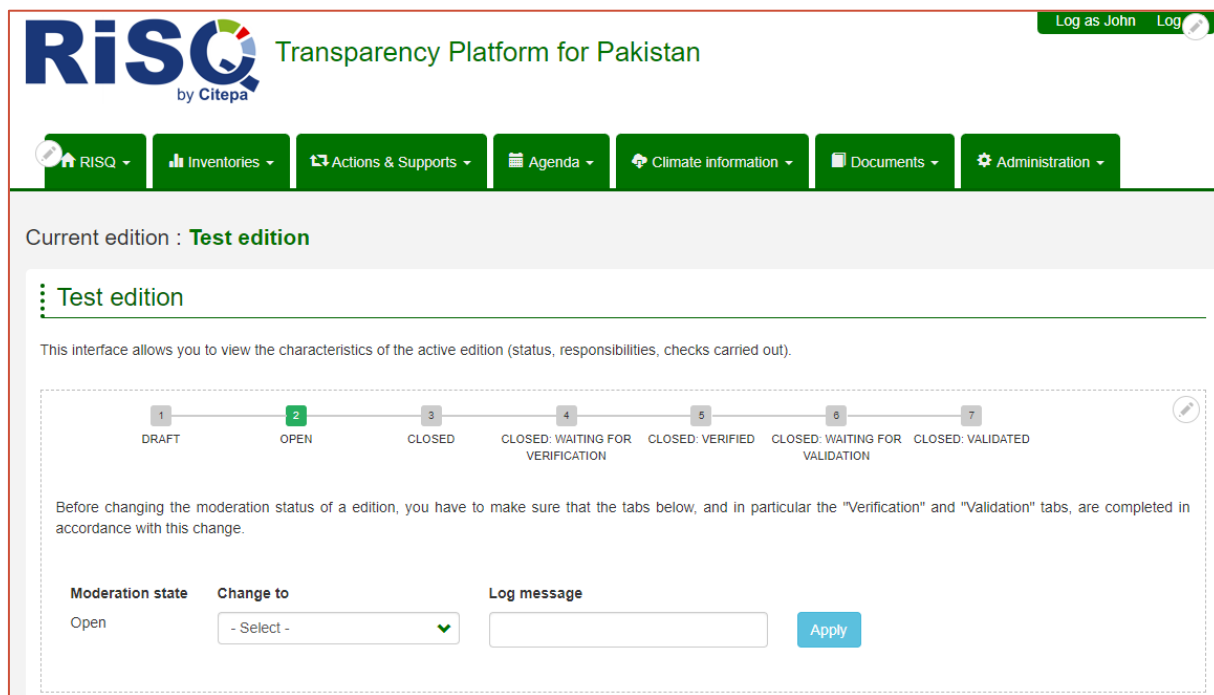 RiSQ
by Citepa
Transparency Platform for Pakistan
Log as John Log
RISQ
Inventories
Actions & Supports
Agenda
Climate information
Documents
Administration
Current edition : Test edition
Test edition
This interface allows you to view the characteristics of the active edition (status, responsibilities, checks carried out).
1 2 3 4 5 6 7
DRAFT
OPEN
CLOSED
CLOSED: WAITING FOR
VERIFICATION
CLOSED: VERIFIED
CLOSED: WAITING FOR
VALIDATION
CLOSED: VALIDATED
Before changing the moderation status of a edition, you have to make sure that the tabs below, and in particular the "Verification" and "Validation" tabs, are completed in
accordance with this change.
Moderation state Change to Log message
Open - Select - Apply